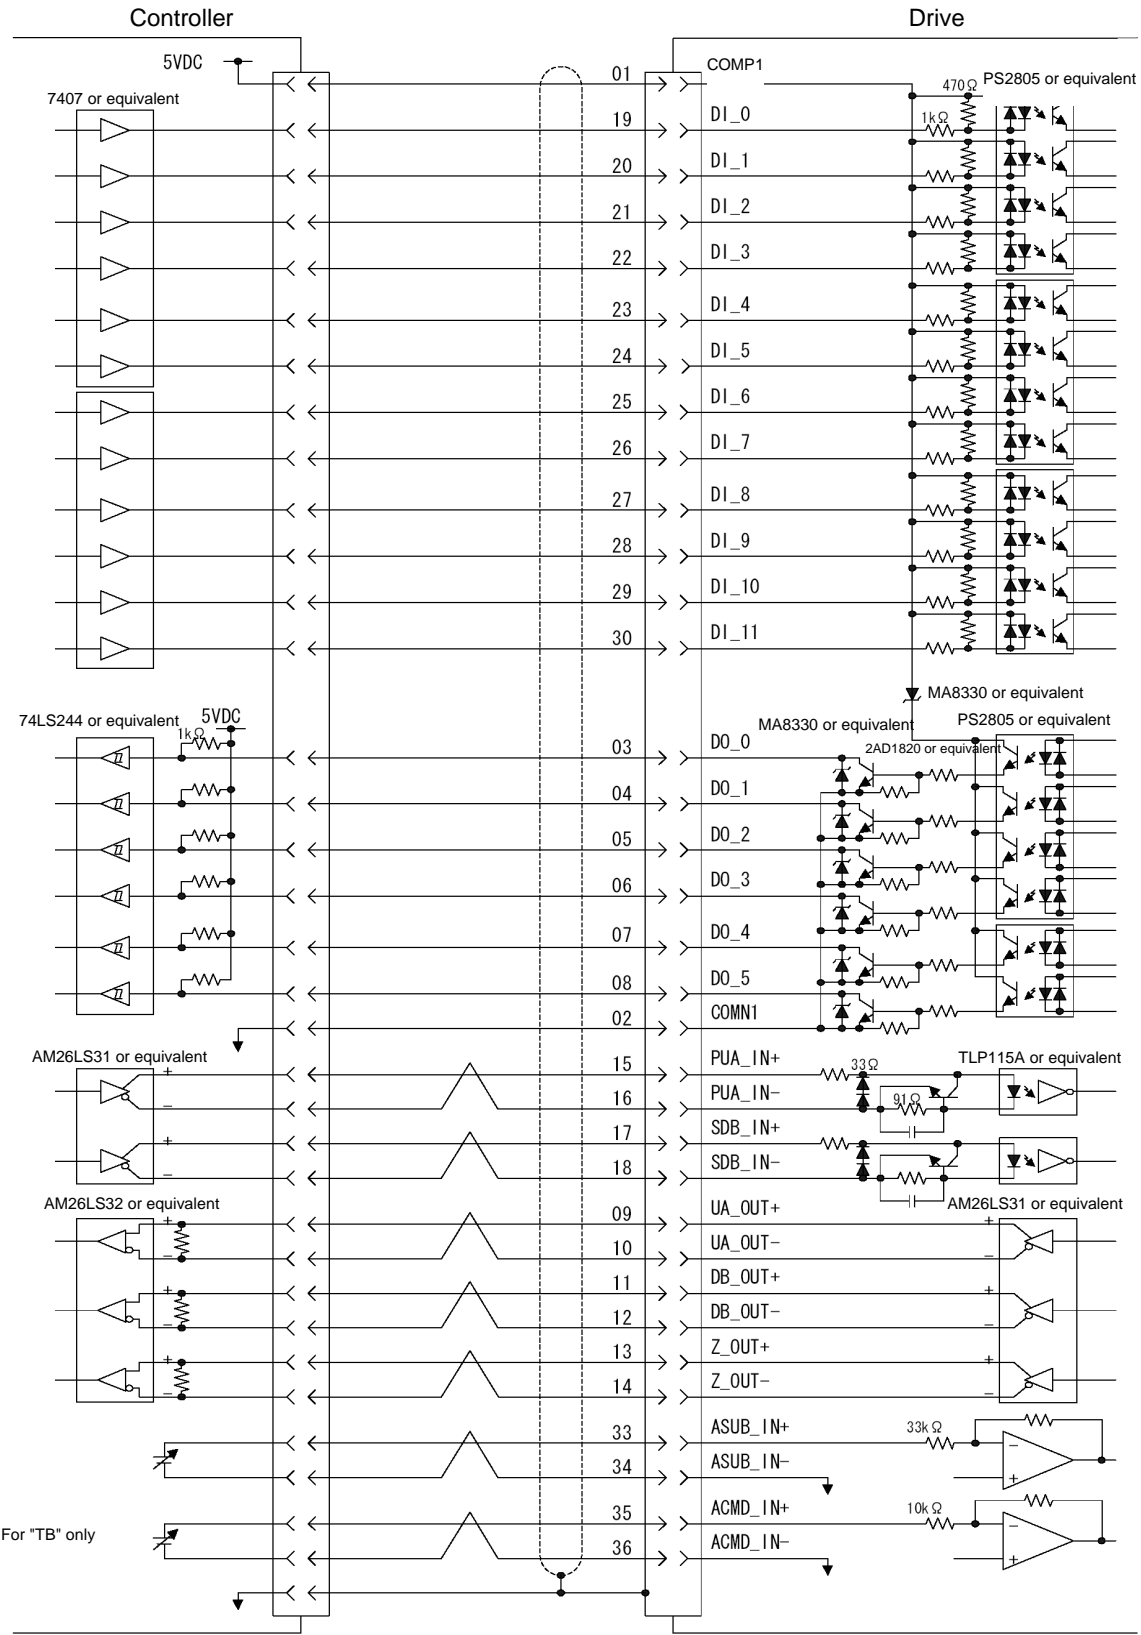 Controller
Drive
5VDC
01
COMP1
7407 or equivalent
470Ω
PS2805 or equivalent
19
DI_0
1kΩ
20
DI_1
21
DI_2
22
DI_3
23
DI_4
24
DI_5
25
DI_6
26
DI_7
27
DI_8
28
DI_9
29
DI_10
30
DI_11
MA8330 or equivalent
74LS244 or equivalent
5VDC
MA8330 or equivalent
PS2805 or equivalent
1kΩ
03
DO_0
2AD1820 or equivalent
04
DO_1
05
DO_2
06
DO_3
07
DO_4
08
DO_5
02
COMN1
AM26LS31 or equivalent
TLP115A or equivalent
+
15
PUA_IN+
33Ω
−
16
PUA_IN−
91Ω
+
17
SDB_IN+
−
18
SDB_IN−
AM26LS32 or equivalent
AM26LS31 or equivalent
+
09
UA_OUT+
+
−
10
UA_OUT−
−
+
11
DB_OUT+
+
−
12
DB_OUT−
−
+
13
Z_OUT+
+
−
14
Z_OUT−
−
33
ASUB_IN+
33kΩ
−
34
ASUB_IN−
+
35
ACMD_IN+
10kΩ
−
For "TB" only
36
ACMD_IN−
+